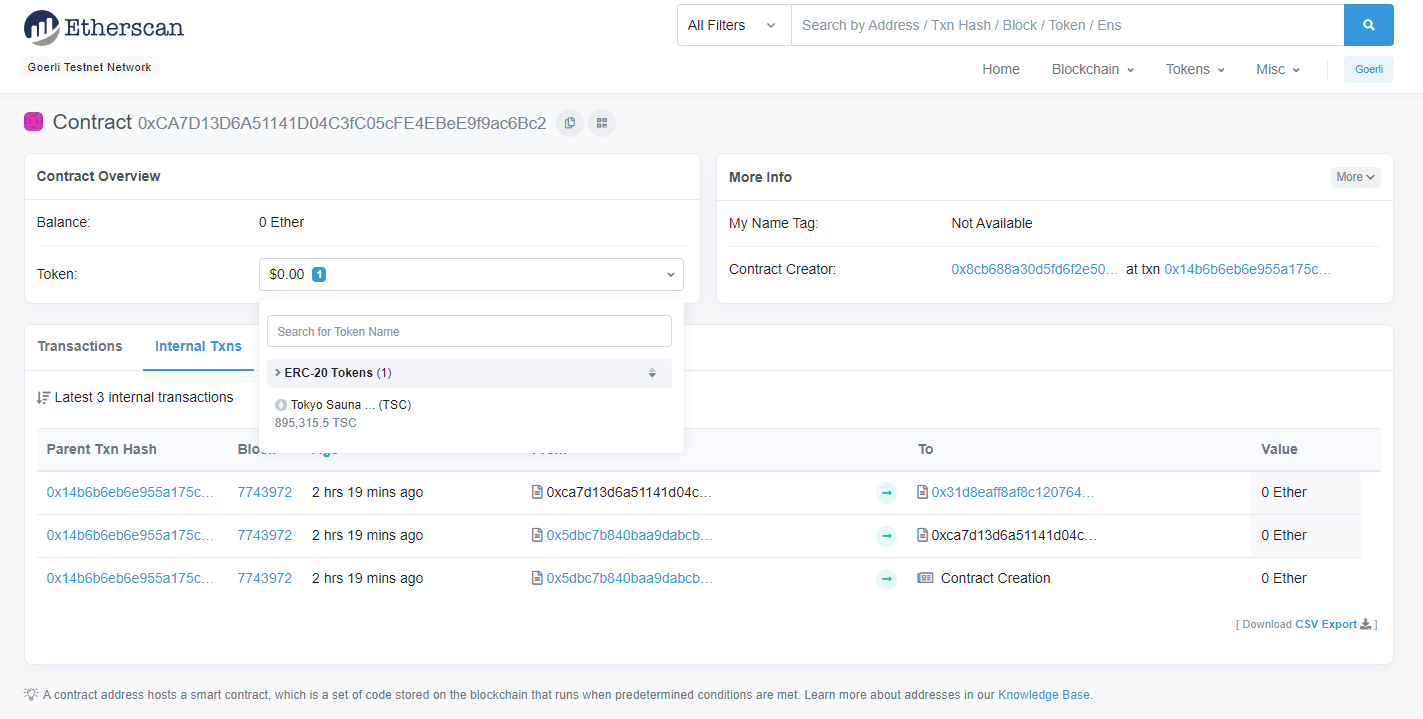 Etherscan
All Filters
Search by Address / Txn Hash / Block / Token / Ens
Goerli Testnet Network
Home Blockchain Tokens Misc Goerli
Contract 0xCA7D13D6A51141D04C3fC05cFE4EBeE9f9ac6Bc2
Contract Overview
Balance: 0 Ether
Token: $0.00 1
More Info More
My Name Tag: Not Available
Contract Creator: 0x8cb688a30d5fd6f2e50... at txn 0x14b6b6eb6e955a175c...
Search for Token Name
ERC-20 Tokens (1)
Tokyo Sauna ... (TSC)
895,315.5 TSC
Transactions Internal Txns
Latest 3 internal transactions
Parent Txn Hash To Value
0x14b6b6eb6e955a175c... 7743972 2 hrs 19 mins ago 0xca7d13d6a51141d04c... 0x31d8eaff8af8c120764... 0 Ether
0x14b6b6eb6e955a175c... 7743972 2 hrs 19 mins ago 0x5dbc7b840baa9dabcb... 0xca7d13d6a51141d04c... 0 Ether
0x14b6b6eb6e955a175c... 7743972 2 hrs 19 mins ago 0x5dbc7b840baa9dabcb... Contract Creation 0 Ether
[ Download CSV Export ]
A contract address hosts a smart contract, which is a set of code stored on the blockchain that runs when predetermined conditions are met. Learn more about addresses in our Knowledge Base.